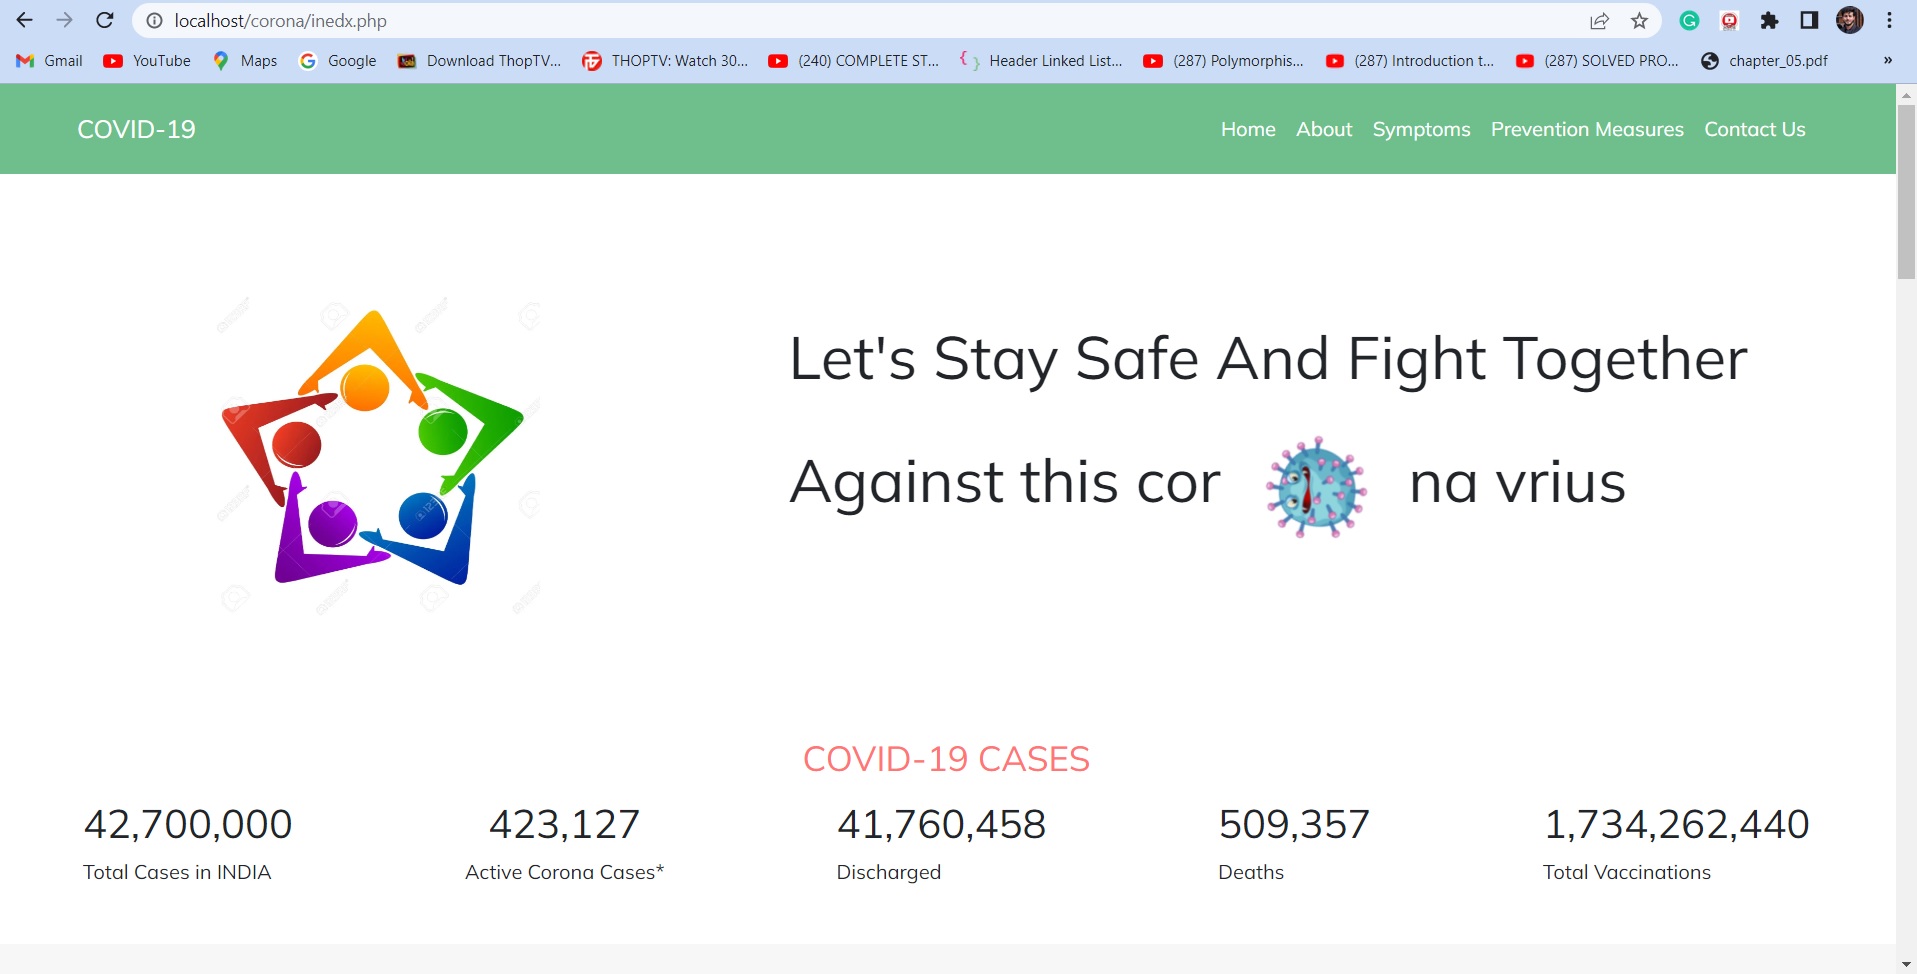 localhost/corona/inedx.php
Gmail YouTube Maps Google Download ThopTV... THOPTV: Watch 30... (240) COMPLETE ST... Header Linked List... (287) Polymorphis... (287) Introduction t... (287) SOLVED PRO... chapter_05.pdf »
COVID-19 Home About Symptoms Prevention Measures Contact Us
Let's Stay Safe And Fight Together
Against this cor na vrius
COVID-19 CASES
42,700,000 423,127 41,760,458 509,357 1,734,262,440
Total Cases in INDIA Active Corona Cases* Discharged Deaths Total Vaccinations